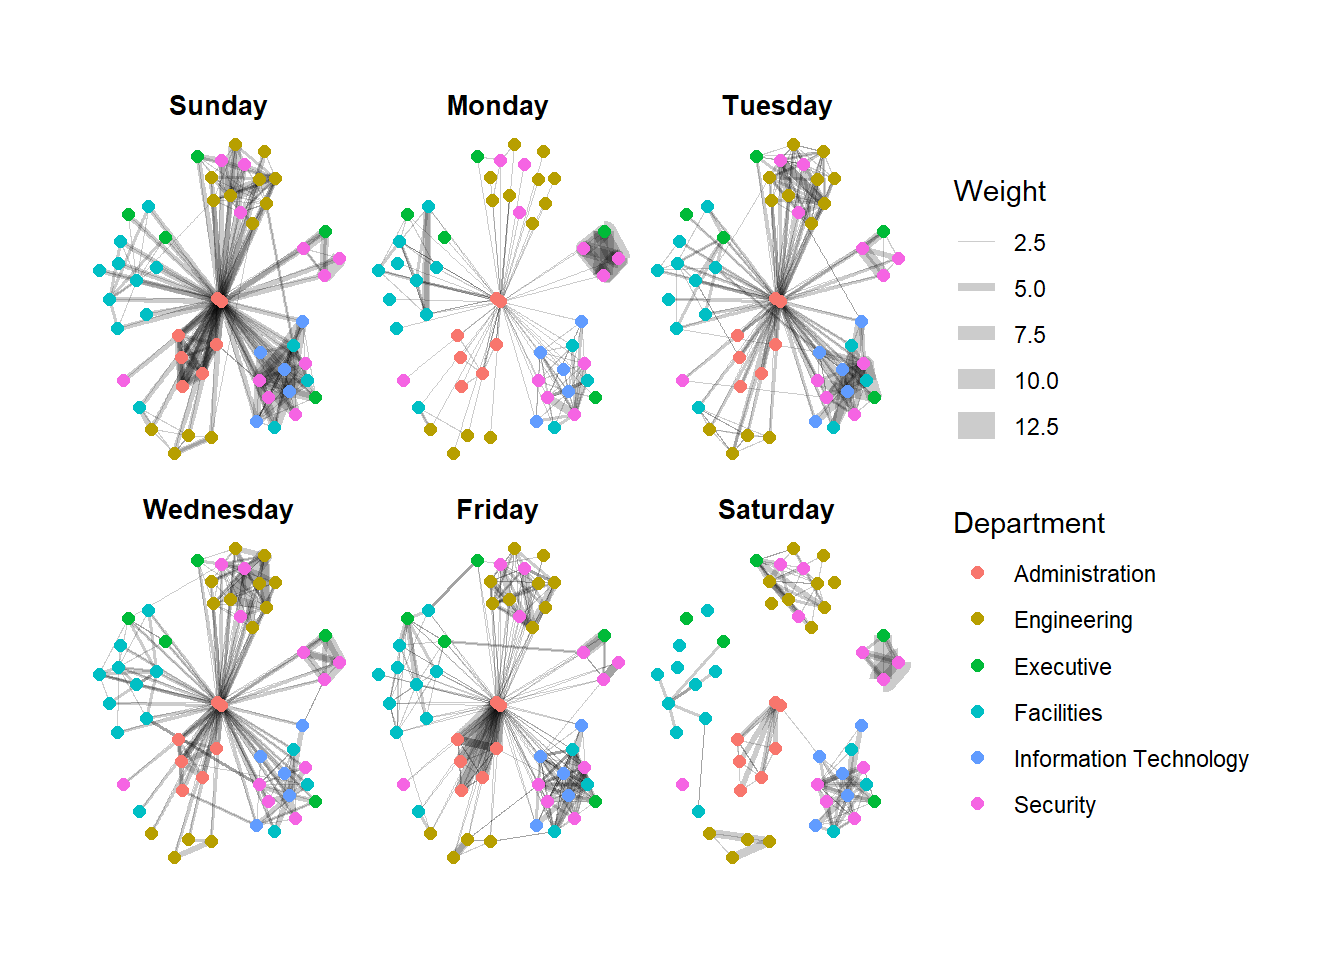 Sunday
Monday
Tuesday
Wednesday
Friday
Saturday
Weight
2.5
5.0
7.5
10.0
12.5
Department
Administration
Engineering
Executive
Facilities
Information Technology
Security